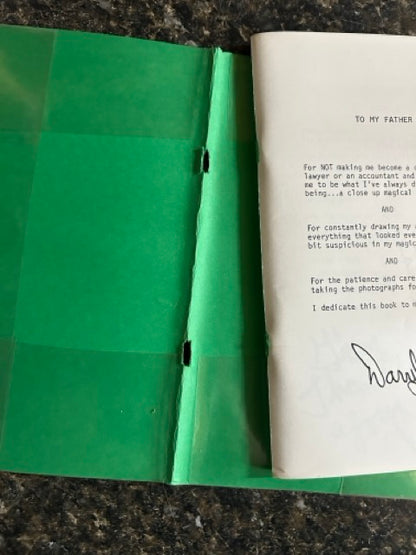 TO MY FATHER
For NOT making me become a
lawyer or an accountant and
me to be what I've always
being...a close up magical
AND
For constantly drawing my
everything that looked
bit suspicious in my
AND
For the patience and care
taking the photographs
I dedicate this book to